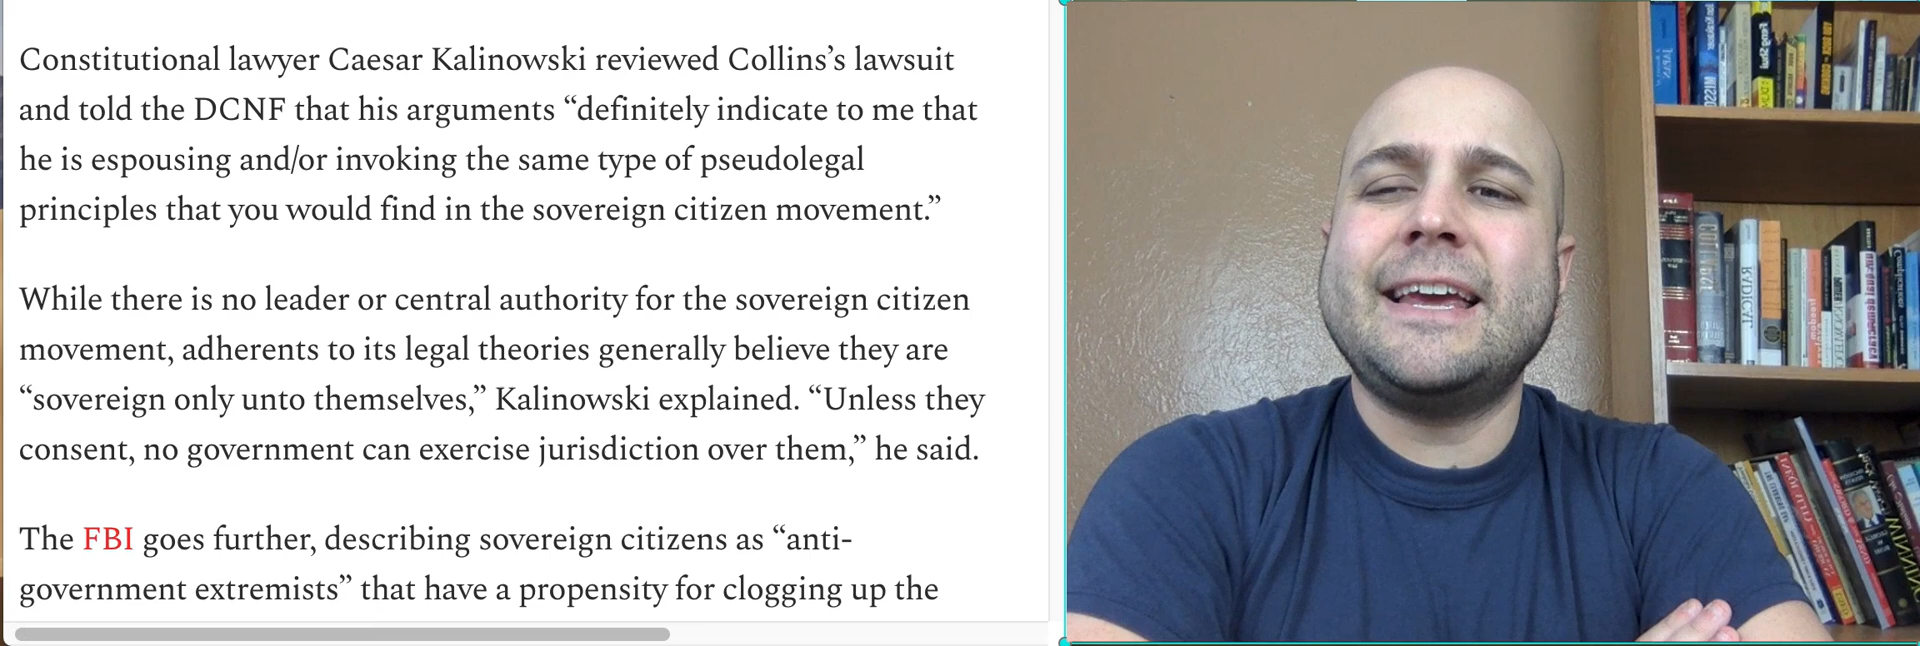 Constitutional lawyer Caesar Kalinowski reviewed Collins’s lawsuit
and told the DCNF that his arguments “definitely indicate to me that
he is espousing and/or invoking the same type of pseudolegal
principles that you would find in the sovereign citizen movement.”
While there is no leader or central authority for the sovereign citizen
movement, adherents to its legal theories generally believe they are
“sovereign only unto themselves,” Kalinowski explained. “Unless they
consent, no government can exercise jurisdiction over them,” he said.
The FBI goes further, describing sovereign citizens as “anti-
government extremists” that have a propensity for clogging up the
RADICAL